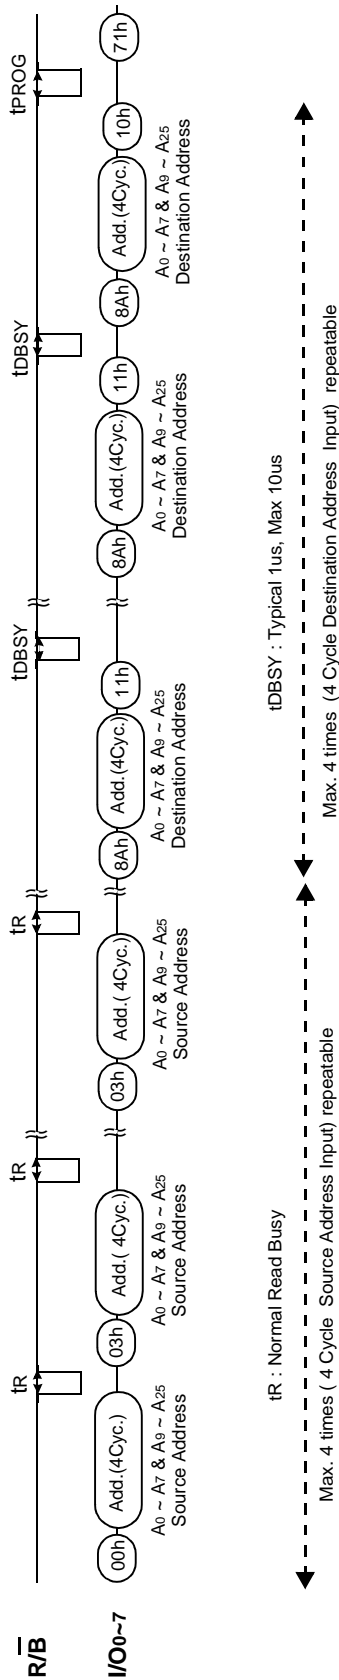 R/B
tR
tR
tR
tDBSY
tDBSY
tPROG
I/O0~7
00h
Add.(4Cyc.)
03h
Add.( 4Cyc.)
03h
Add.( 4Cyc.)
8Ah
Add.(4Cyc.)
11h
8Ah
Add.(4Cyc.)
11h
8Ah
Add.(4Cyc.)
10h
71h
A0 ~ A7 & A9 ~ A25
Source Address
A0 ~ A7 & A9 ~ A25
Source Address
A0 ~ A7 & A9 ~ A25
Source Address
A0 ~ A7 & A9 ~ A25
Destination Address
A0 ~ A7 & A9 ~ A25
Destination Address
A0 ~ A7 & A9 ~ A25
Destination Address
tR : Normal Read Busy
tDBSY : Typical 1us, Max 10us
Max. 4 times ( 4 Cycle Source Address Input) repeatable
Max. 4 times (4 Cycle Destination Address Input) repeatable